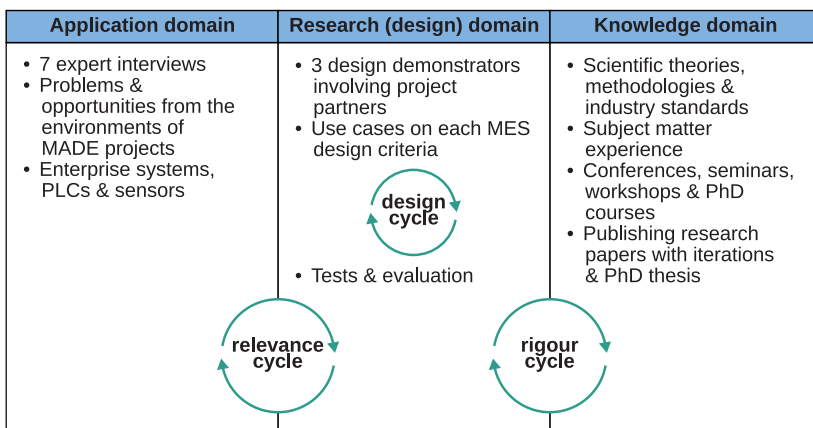 Application domain
• 7 expert interviews
• Problems &
opportunities from the
environments of
MADE projects
• Enterprise systems,
PLCs & sensors
Research (design) domain
• 3 design demonstrators
involving project
partners
• Use cases on each MES
design criteria
design
cycle
• Tests & evaluation
Knowledge domain
• Scientific theories,
methodologies &
industry standards
• Subject matter
experience
• Conferences, seminars,
workshops & PhD
courses
• Publishing research
papers with iterations
& PhD thesis
relevance
cycle
rigour
cycle